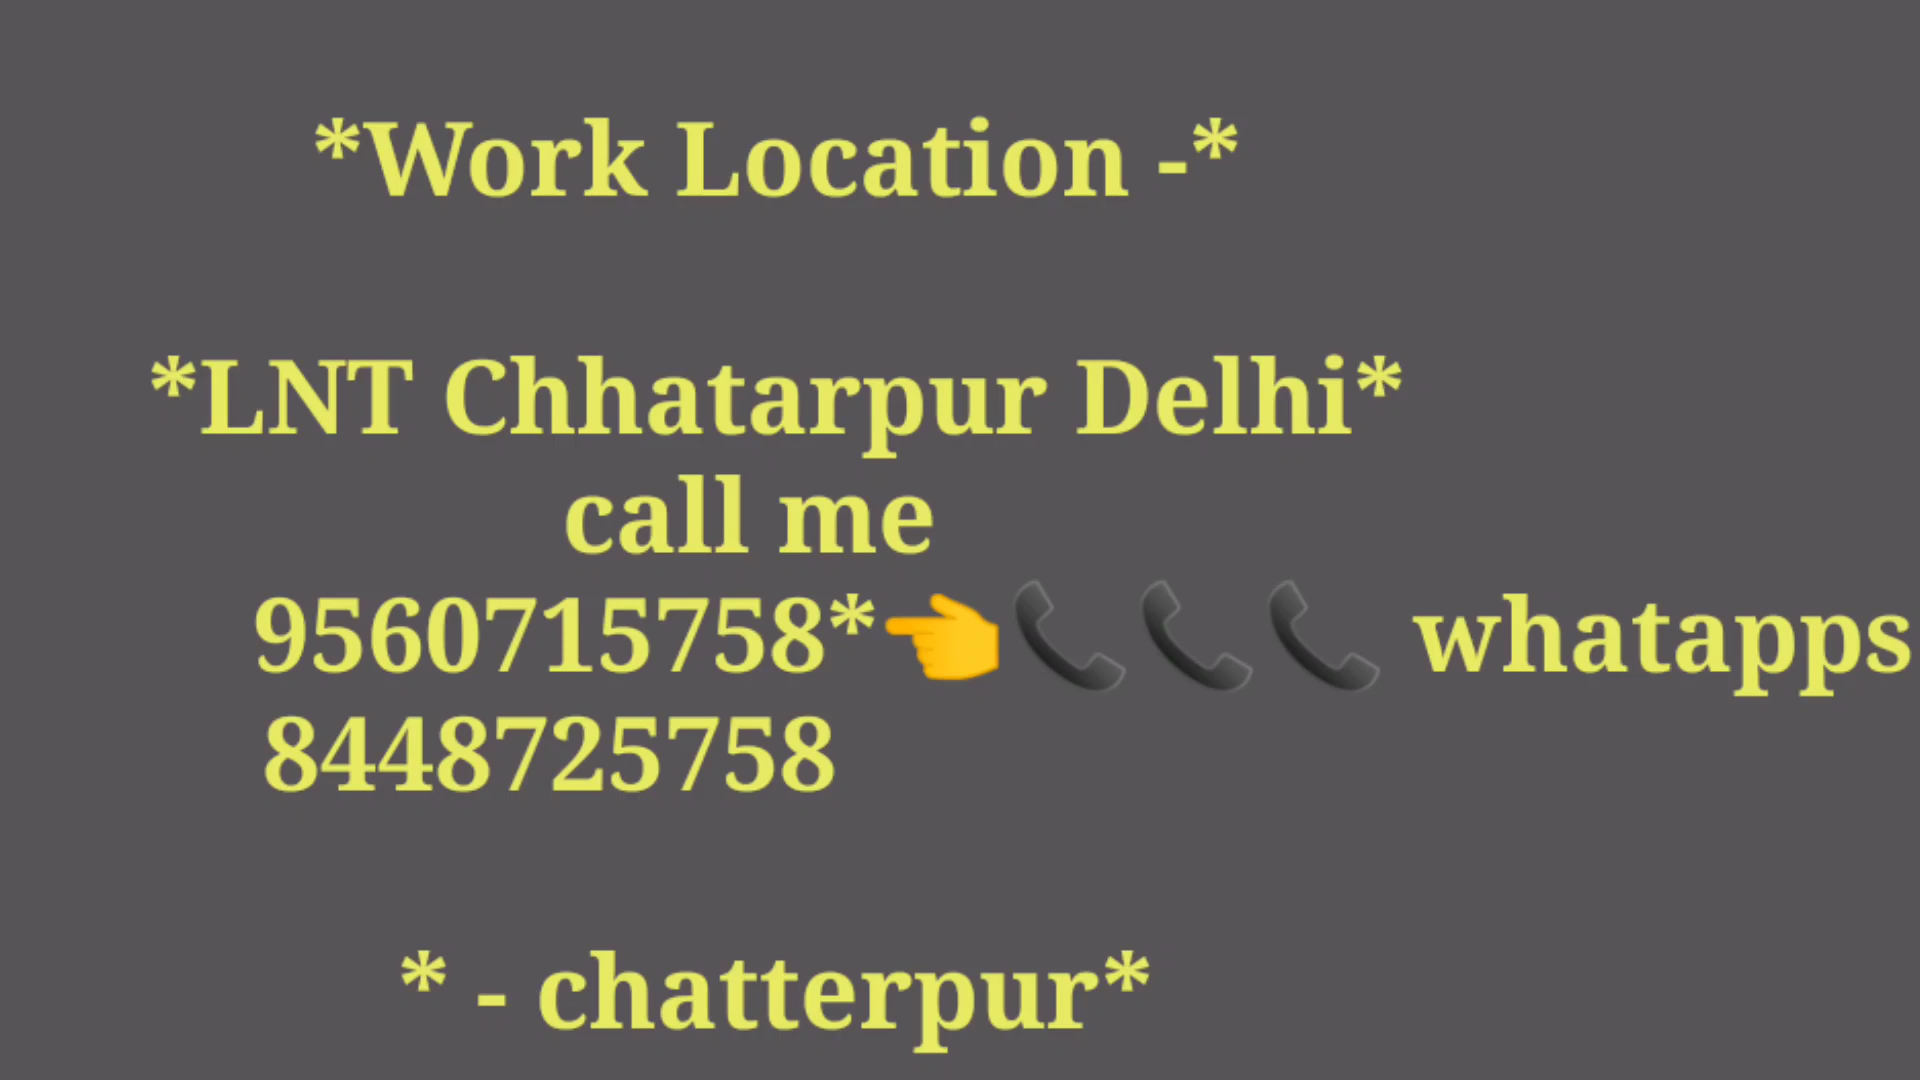 *Work Location -*
*LNT Chhatarpur Delhi*
call me
9560715758*👈📞📞📞 whatapps
8448725758
* - chatterpur*